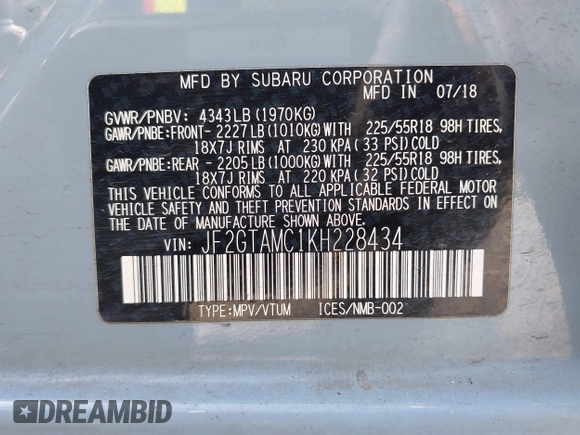 MFD BY SUBARU CORPORATION
MFD IN 07/18
GVWR/PNBV: 4343LB(1970KG)
GAWR/PNBE:FRONT-2227LB(1010KG)WITH 225/55R18 98H TIRES,
18X7J RIMS AT 230 KPA(33 PSI)COLD
GAWR/PNBE:REAR -2205LB(1000KG)WITH 225/55R18 98H TIRES,
18X7J RIMS AT 220 KPA(32 PSI)COLD
THIS VEHICLE CONFORMS TO ALL APPLICABLE FEDERAL MOTOR
VEHICLE SAFETY AND THEFT PREVENTION STANDARDS IN EFFECT
ON THE DATE OF MANUFACTURE SHOWN ABOVE.
VIN: JF2GTAMC1KH228434
TYPE:MPV/VTUM ICES/NMB-002
DREAMBID